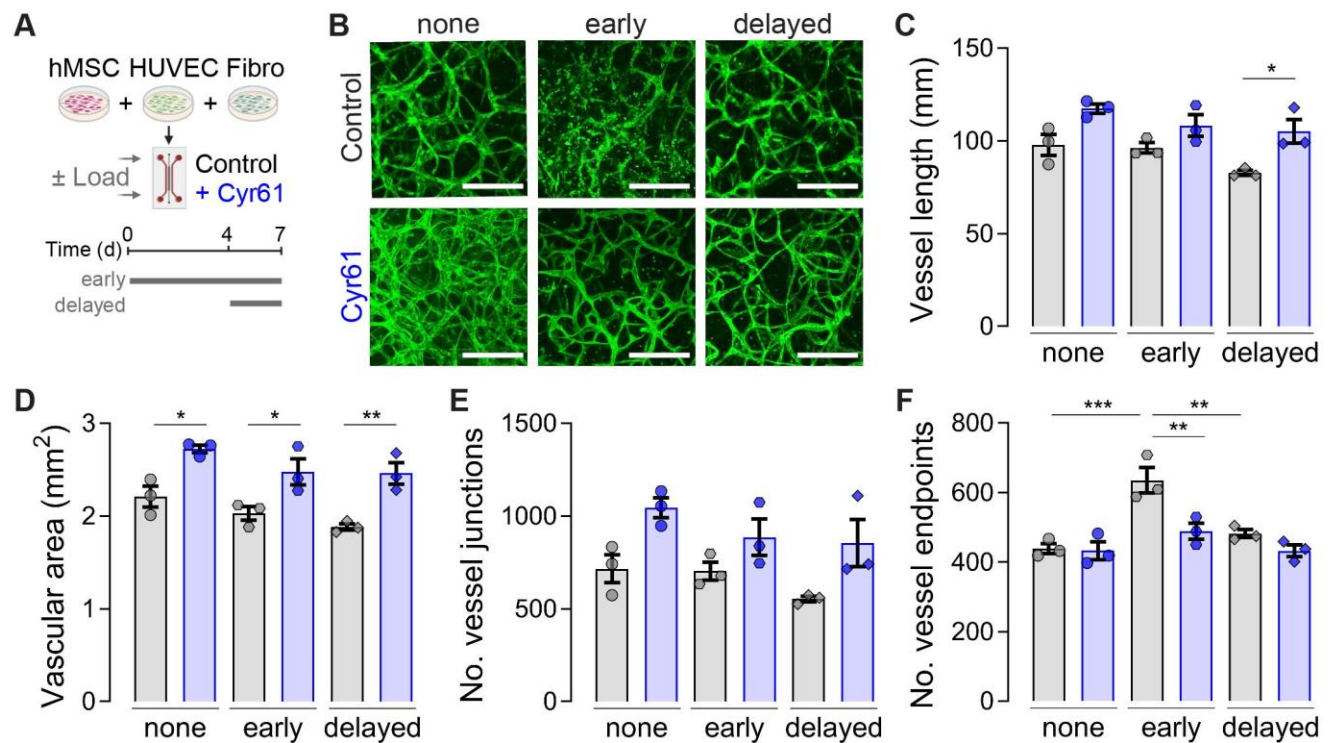 A
hMSC HUVEC Fibro
+ +
± Load
Control
+ Cyr61
0 4 7
Time (d)
early
delayed
B
none early delayed
Control
Cyr61
C
Vessel length (mm)
150
100
50
0
*
none early delayed
D
Vascular area (mm²)
3
2
1
0
* * **
none early delayed
E
No. vessel junctions
1500
1000
500
0
none early delayed
F
No. vessel endpoints
800
600
400
200
0
*** **
**
none early delayed